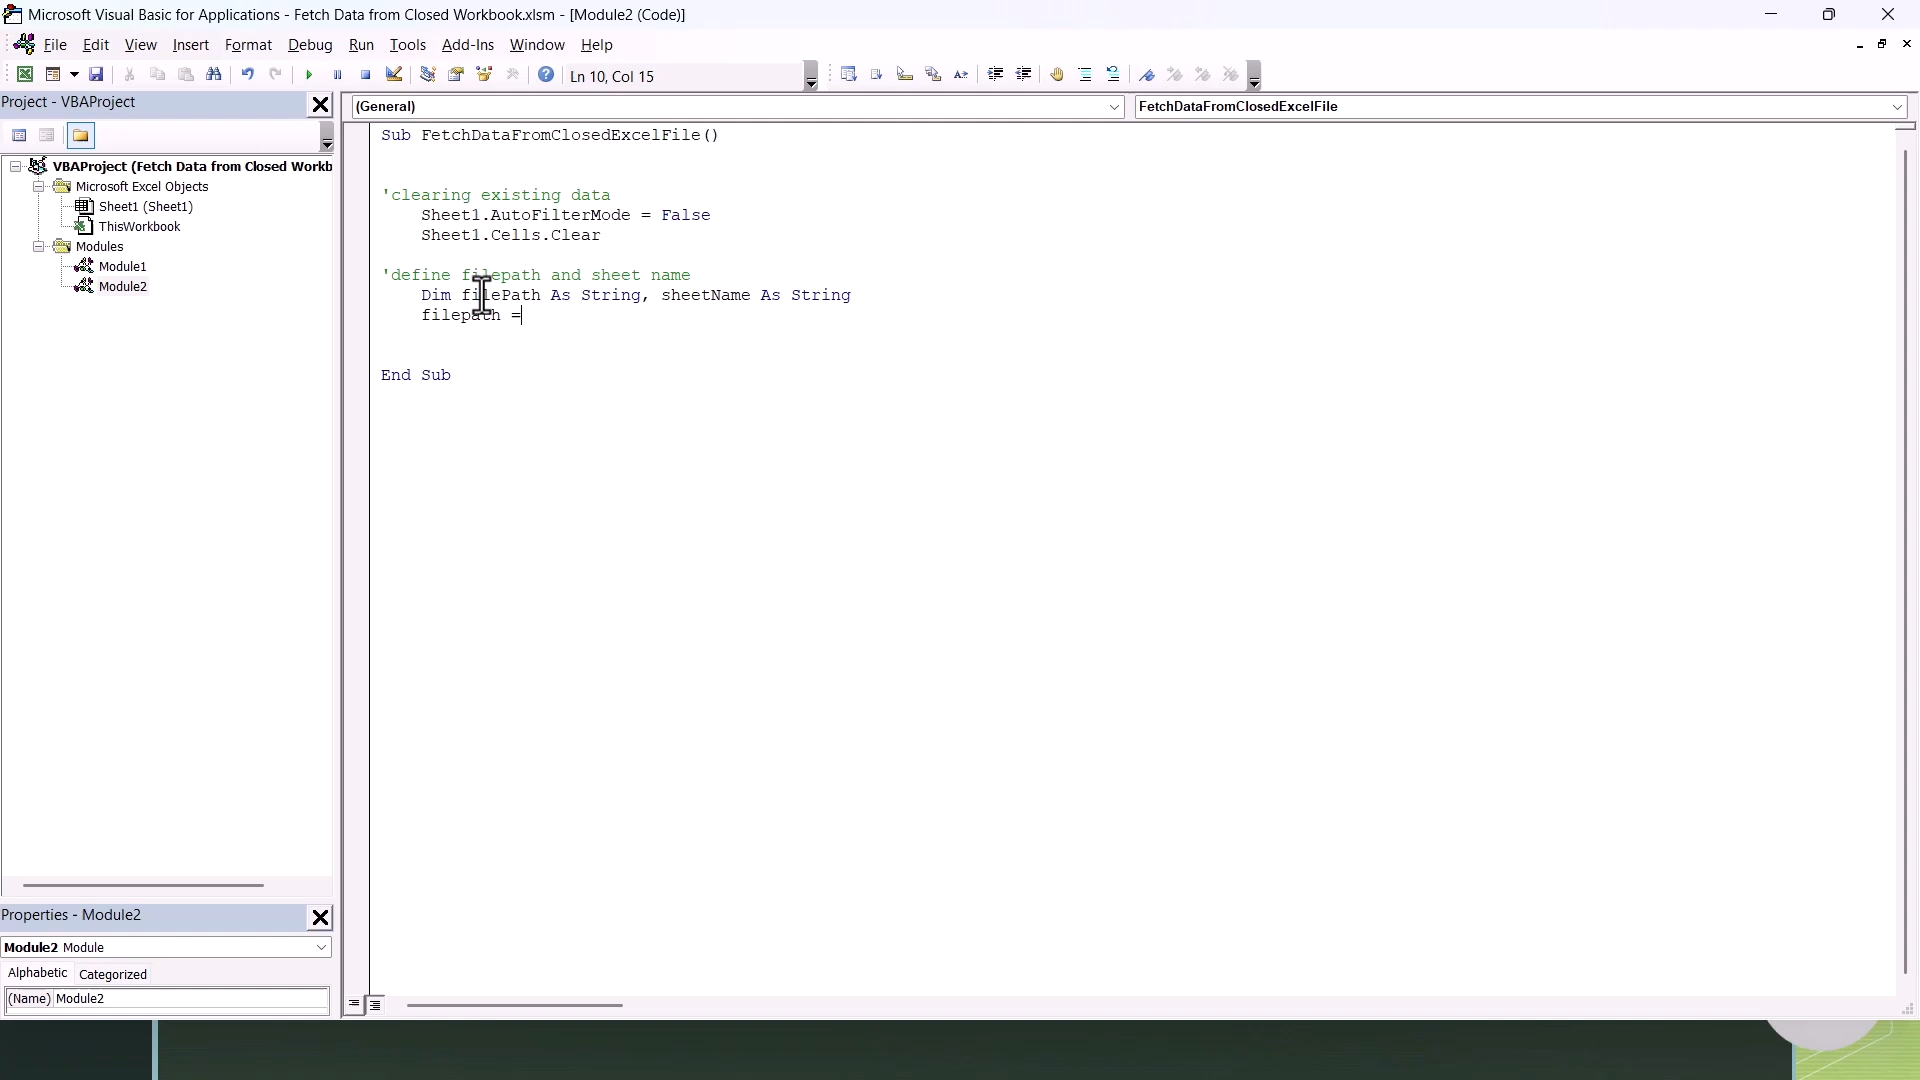 Microsoft Visual Basic for Applications - Fetch Data from Closed Workbook.xlsm - [Module2 (Code)]
File Edit View Insert Format Debug Run Tools Add-Ins Window Help
Ln 10, Col 15
Project - VBAProject
(General)
FetchDataFromClosedExcelFile
VBAProject (Fetch Data from Closed Workb
Microsoft Excel Objects
Sheet1 (Sheet1)
ThisWorkbook
Modules
Module1
Module2
Sub FetchDataFromClosedExcelFile()
'clearing existing data
Sheet1.AutoFilterMode = False
Sheet1.Cells.Clear
'define filepath and sheet name
Dim filePath As String, sheetName As String
filepath =
End Sub
Properties - Module2
Module2 Module
Alphabetic Categorized
(Name) Module2